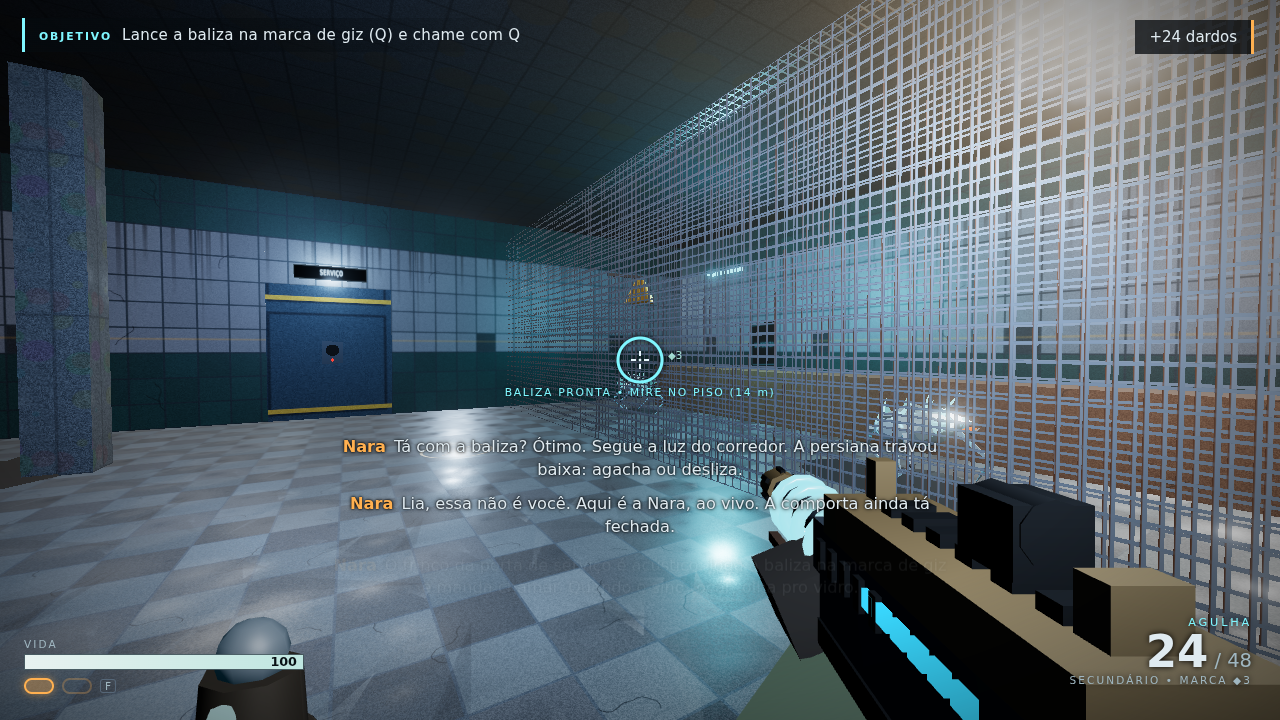 OBJETIVO Lance a baliza na marca de giz (Q) e chame com Q
+24 dardos
SERVIÇO
◆3
BALIZA PRONTA • MIRE NO PISO (14 m)
Nara Tá com a baliza? Ótimo. Segue a luz do corredor. A persiana travou
baixa: agacha ou desliza.
Nara Lia, essa não é você. Aqui é a Nara, ao vivo. A comporta ainda tá
fechada.
VIDA
100
F
AGULHA
24 / 48
SECUNDÁRIO • MARCA ◆3